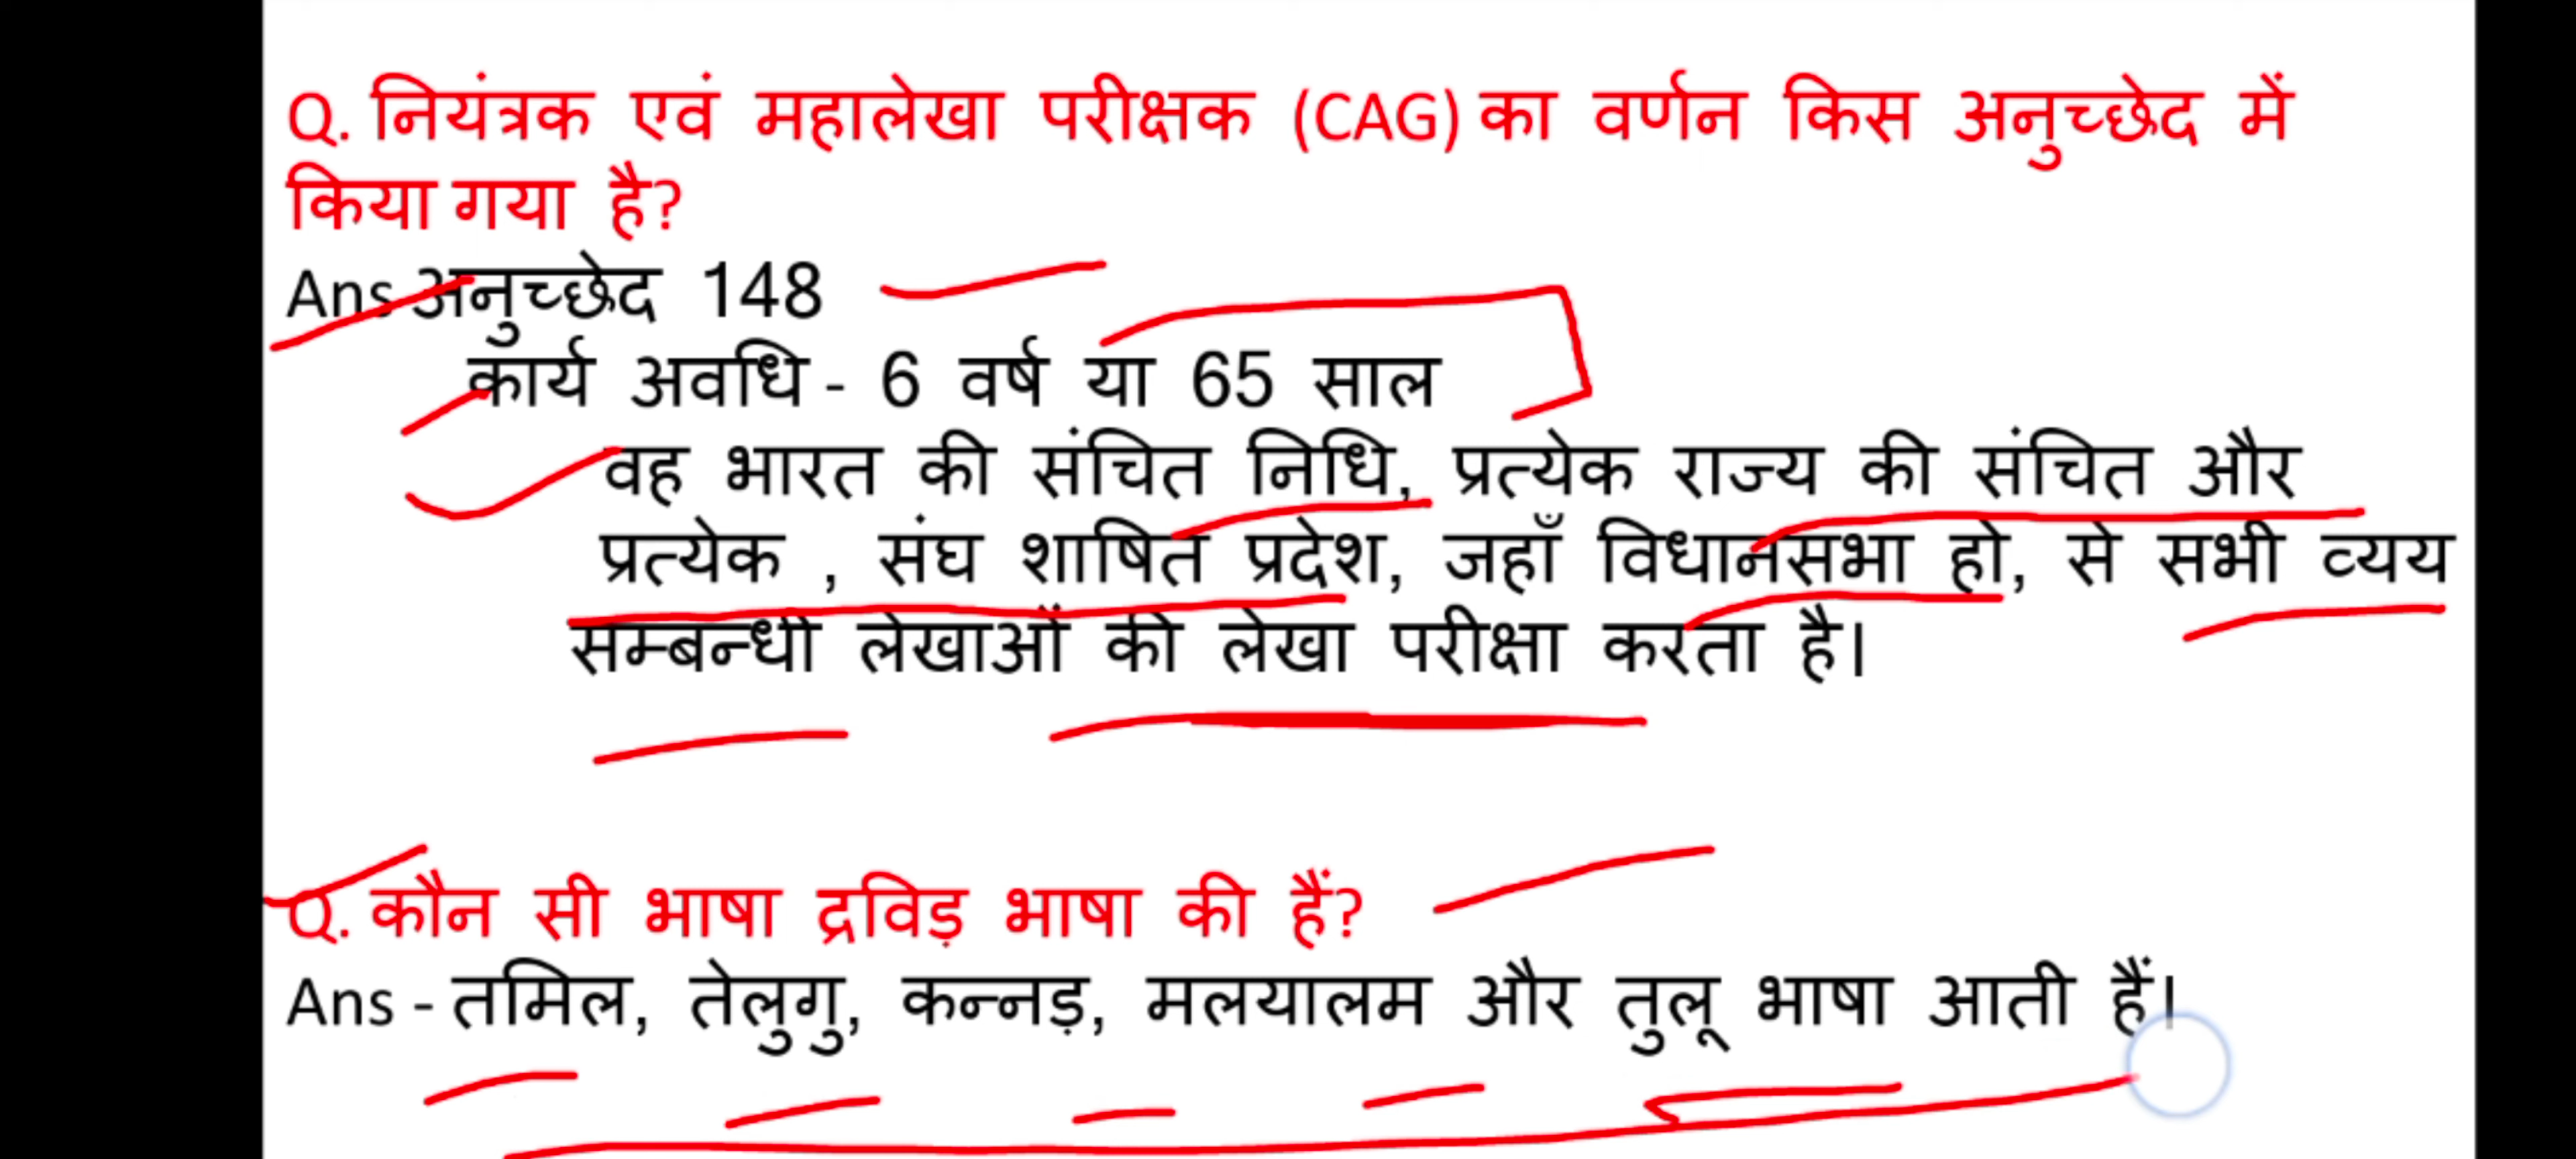 Q. नियंत्रक एवं महालेखा परीक्षक (CAG) का वर्णन किस अनुच्छेद में
किया गया है?
Ans अनुच्छेद 148
कार्य अवधि - 6 वर्ष या 65 साल
वह भारत की संचित निधि, प्रत्येक राज्य की संचित और
प्रत्येक , संघ शाषित प्रदेश, जहाँ विधानसभा हो, से सभी व्यय
सम्बन्धी लेखाओं की लेखा परीक्षा करता है।
Q. कौन सी भाषा द्रविड़ भाषा की हैं?
Ans - तमिल, तेलुगु, कन्नड़, मलयालम और तुलू भाषा आती हैं।